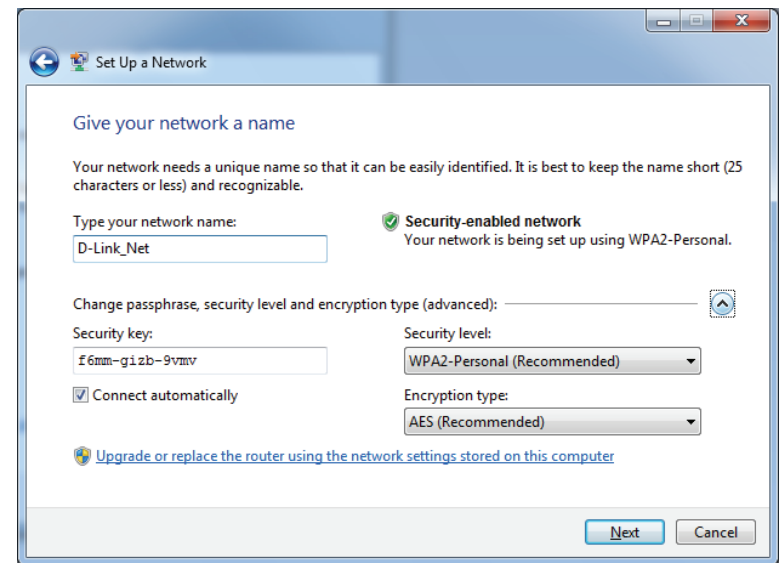 Set Up a Network
Give your network a name
Your network needs a unique name so that it can be easily identified. It is best to keep the name short (25
characters or less) and recognizable.
Type your network name:
D-Link_Net
Security-enabled network
Your network is being set up using WPA2-Personal.
Change passphrase, security level and encryption type (advanced):
Security key:
f6mm-gizb-9vmv
Security level:
WPA2-Personal (Recommended)
Connect automatically
Encryption type:
AES (Recommended)
Upgrade or replace the router using the network settings stored on this computer
Next
Cancel